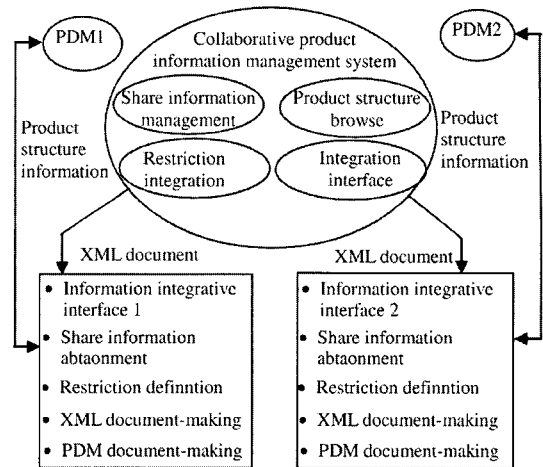 PDM1
Collaborative product
information management system
PDM2
Share information
management
Product structure
browse
Restriction
integration
Integration
interface
Product
structure
information
Product
structure
information
XML document
XML document
• Information integrative
interface 1
• Share information
abtaonment
• Restriction definntion
• XML document-making
• PDM document-making
• Information integrative
interface 2
• Share information
abtaonment
• Restriction definntion
• XML document-making
• PDM document-making